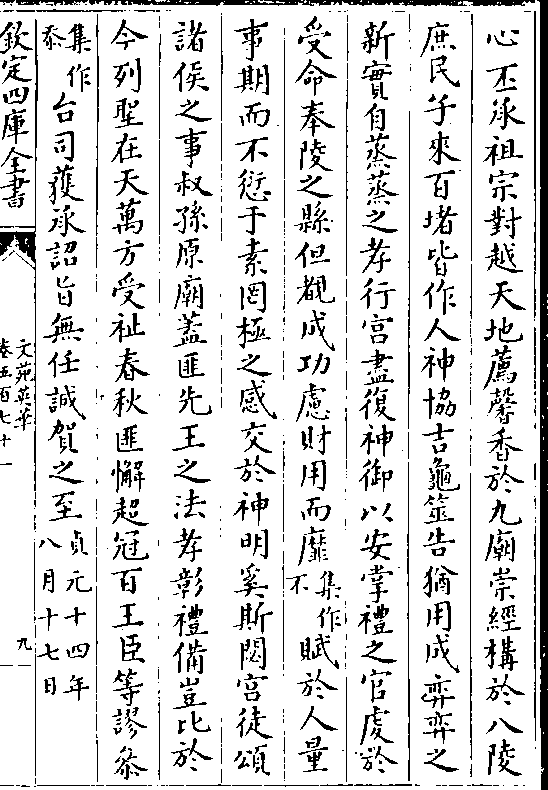 心丕承祖宗對越天地薦馨香於九廟崇經構於八陵
庶民子來百堵皆作人神協吉龜筮告猶用成弈弈之
新實自蒸蒸之孝行宫盡復神御以安掌禮之官虔於
受命奉陵之縣但覩成功慮財用而靡集作不賦於人量
事期而不愆于素罔極之感交於神明奚斯閟宫徒頌
諸侯之事叔孫原廟蓋匪先王之法孝彰禮備豈比於
今列聖在天萬方受祉春秋匪懈超冠百王臣等謬參
集作忝台司獲承詔旨無任誠賀之至貞元十四年八月十七日
欽定四庫全書
文苑英華
卷五百七十一
九